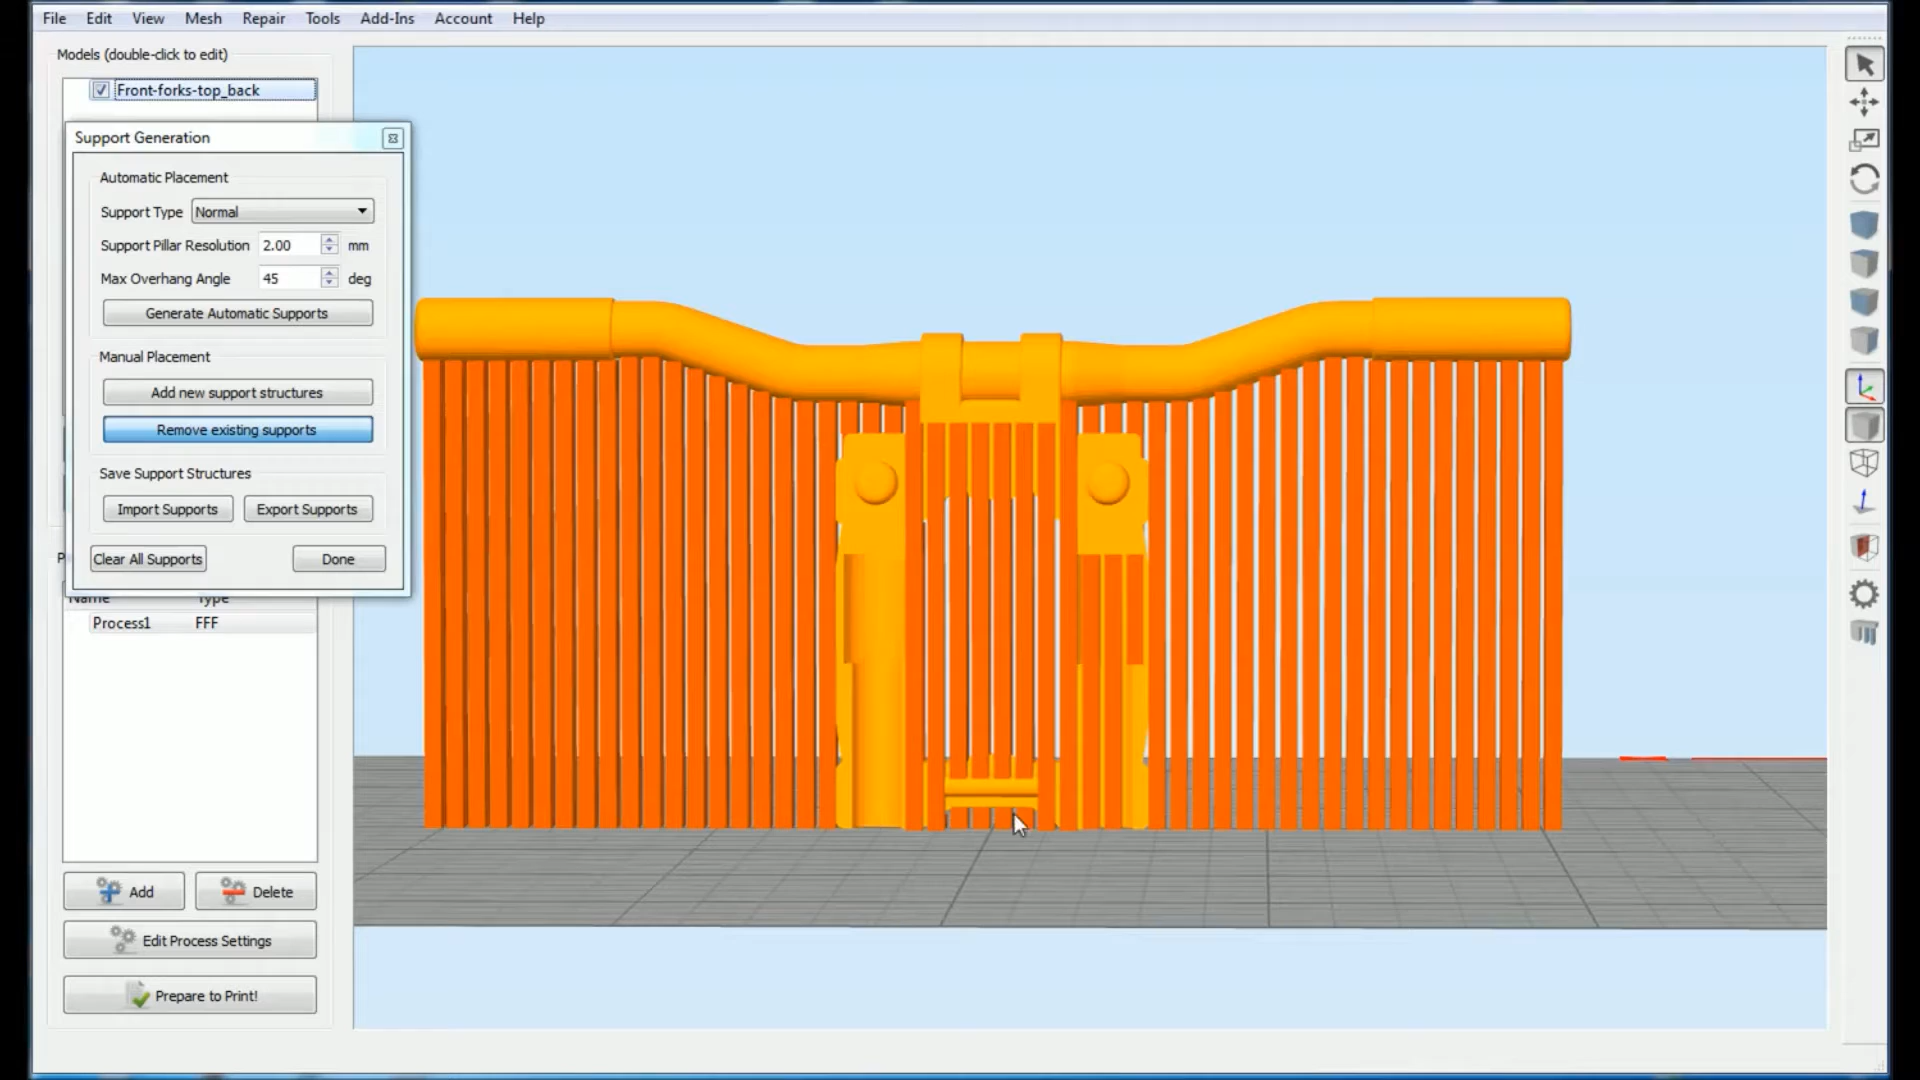 File Edit View Mesh Repair Tools Add-Ins Account Help
Models (double-click to edit)
Front-forks-top_back
Support Generation
Automatic Placement
Support Type Normal
Support Pillar Resolution 2.00 mm
Max Overhang Angle 45 deg
Generate Automatic Supports
Manual Placement
Add new support structures
Remove existing supports
Save Support Structures
Import Supports Export Supports
Clear All Supports Done
Name Type
Process1 FFF
Add Delete
Edit Process Settings
Prepare to Print!